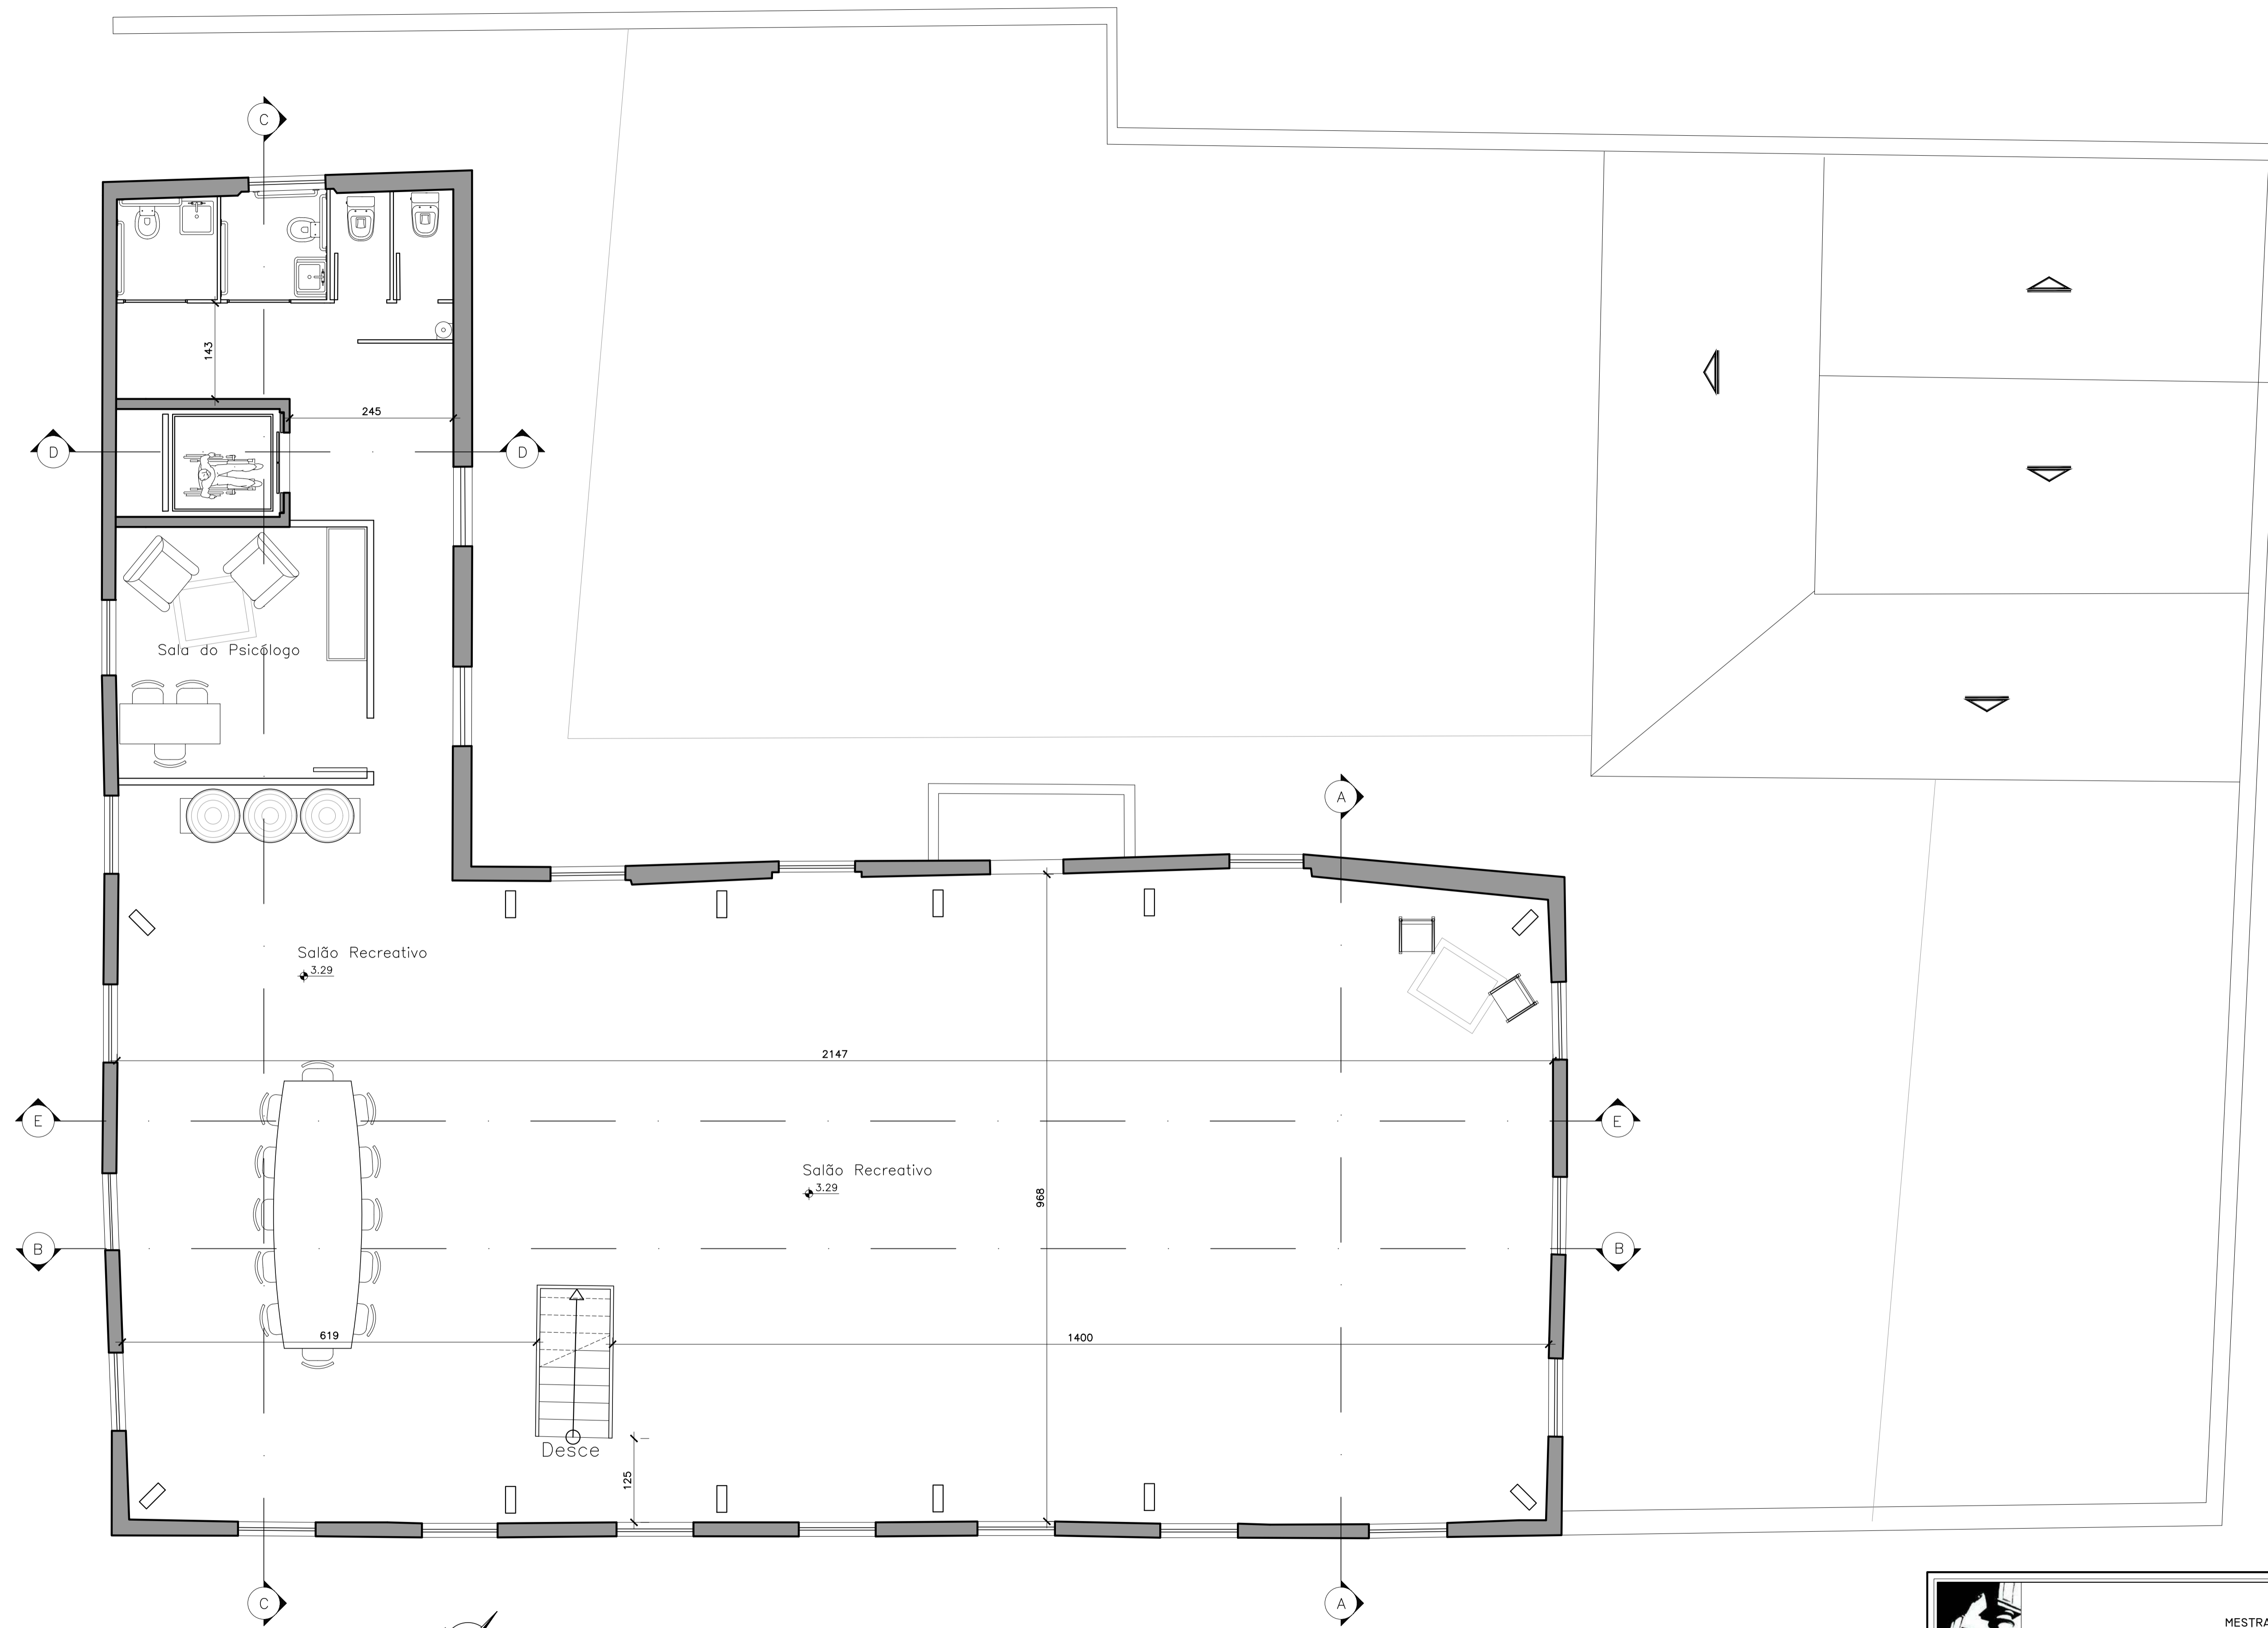 C
143
245
D
D
Sala do Psicólogo
A
Salão Recreativo
3.29
2147
E
E
Salão Recreativo
3.29
968
B
B
619
1400
Desce
125
C
A